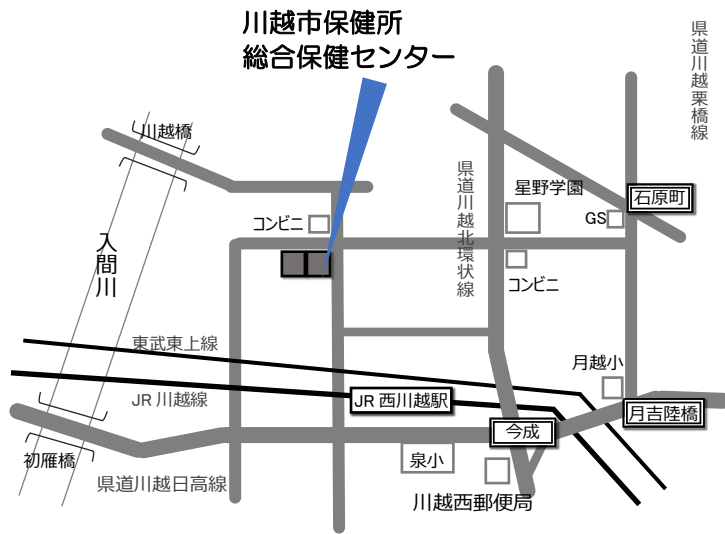 川越市保健所
総合保健センター
県道川越栗橋線
川越橋
県道川越北環状線
星野学園
石原町
GS
コンビニ
コンビニ
入間川
東武東上線
月越小
JR 川越線
JR 西川越駅
月吉陸橋
今成
初雁橋
泉小
県道川越日高線
川越西郵便局